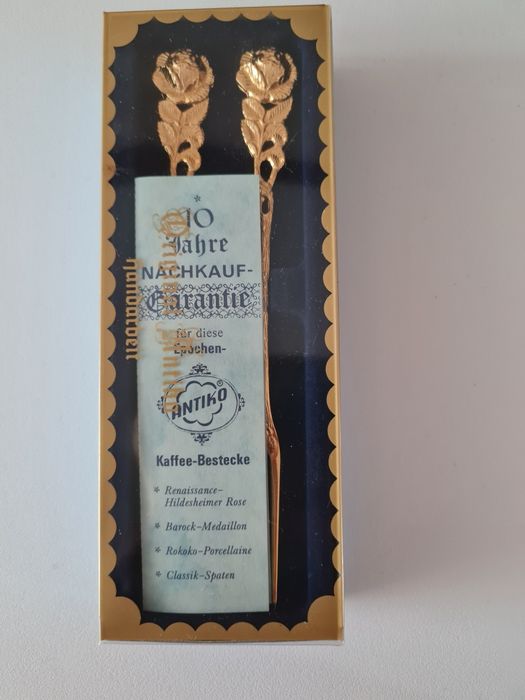 10
Jahre
NACHKAUF-
Garantie
für diese
Epochen-
ANTIKO®
Kaffee-Bestecke
* Renaissance-
Hildesheimer Rose
* Barock-Medaillon
* Rokoko-Porcellaine
* Classik-Spaten
Handarbeit